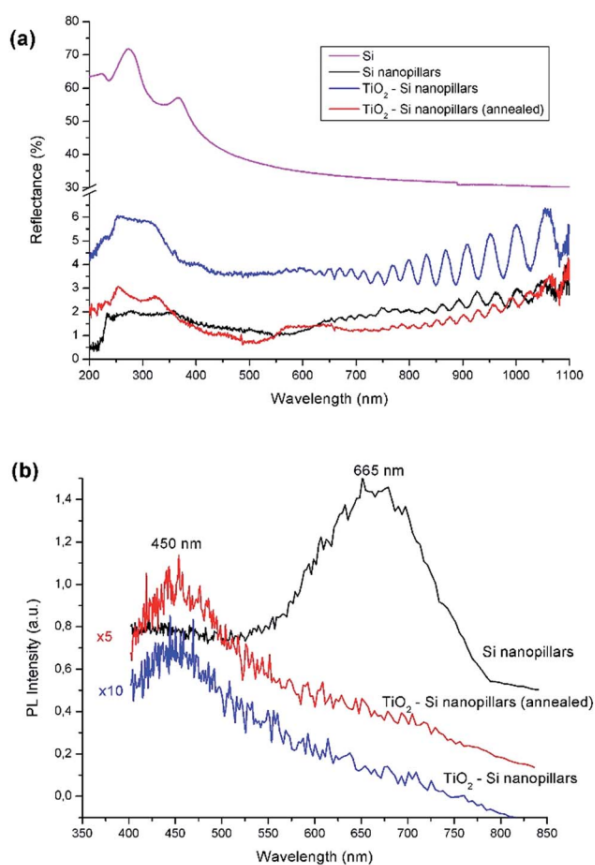 (a)
80
70
60
50
40
30
6
5
4
3
2
1
0
Reflectance (%)
Si
Si nanopillars
TiO₂ - Si nanopillars
TiO₂ - Si nanopillars (annealed)
200 300 400 500 600 700 800 900 1000 1100
Wavelength (nm)
(b)
665 nm
450 nm
1,4
1,2
1,0
0,8
0,6
0,4
0,2
0,0
PL Intensity (a.u.)
x5
x10
Si nanopillars
TiO₂ - Si nanopillars (annealed)
TiO₂ - Si nanopillars
350 400 450 500 550 600 650 700 750 800 850
Wavelength (nm)